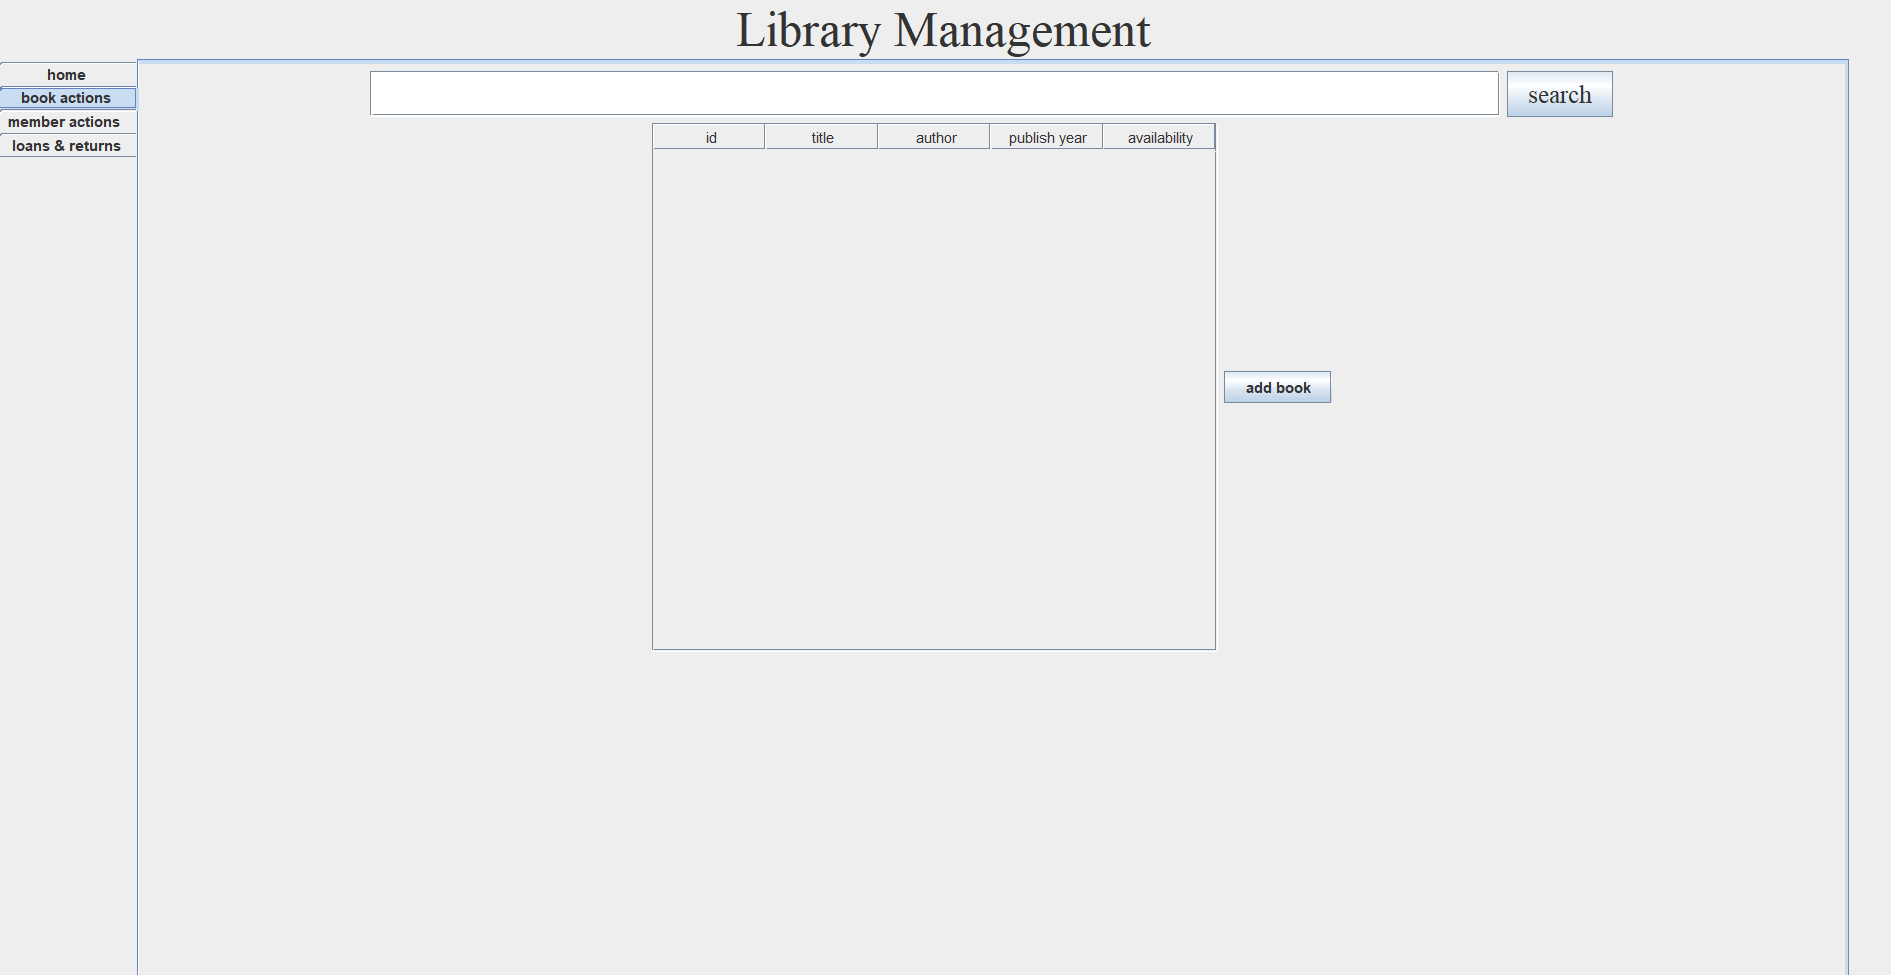 Library Management
home
book actions
member actions
loans & returns
search
id title author publish year availability
add book